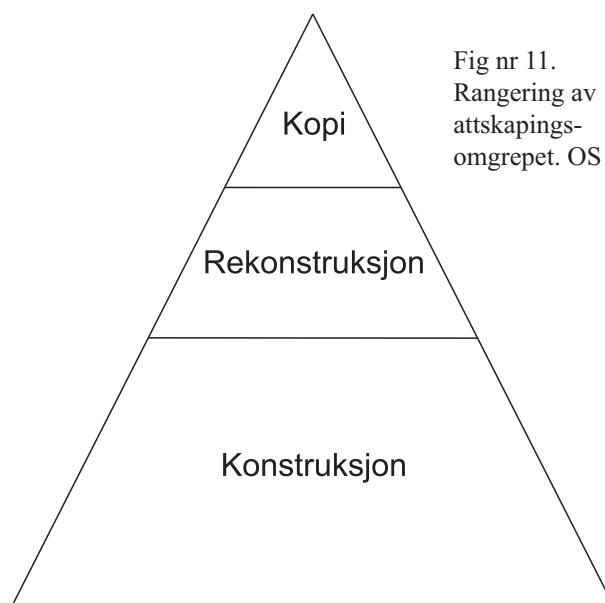 Fig nr 11.
Rangering av
attskapings-
omgrepet. OS
Kopi
Rekonstruksjon
Konstruksjon